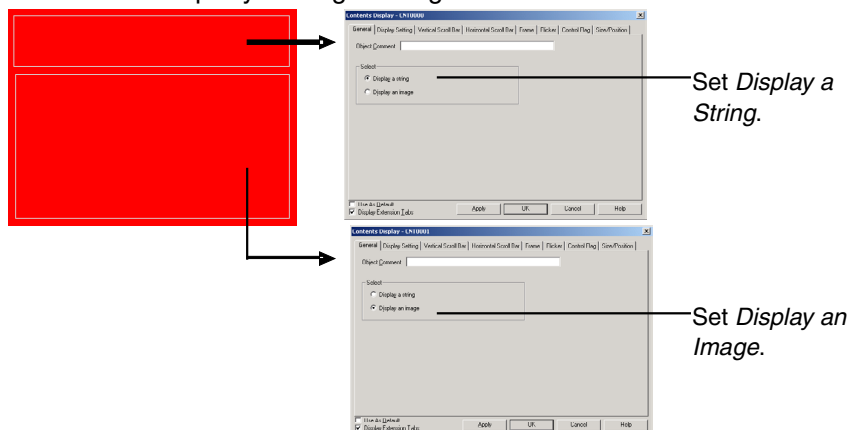 Contents Display - CNT0000
General Display Setting Vertical Scroll Bar Horizontal Scroll Bar Frame Flicker Control Flag Size/Position
Object Comment
Select
Display a string
Display an image
Use As Default
Display Extension Tabs
Apply OK Cancel Help
Set Display a
String.
Contents Display - CNT0001
General Display Setting Vertical Scroll Bar Horizontal Scroll Bar Frame Flicker Control Flag Size/Position
Object Comment
Select
Display a string
Display an image
Use As Default
Display Extension Tabs
Apply OK Cancel Help
Set Display an
Image.